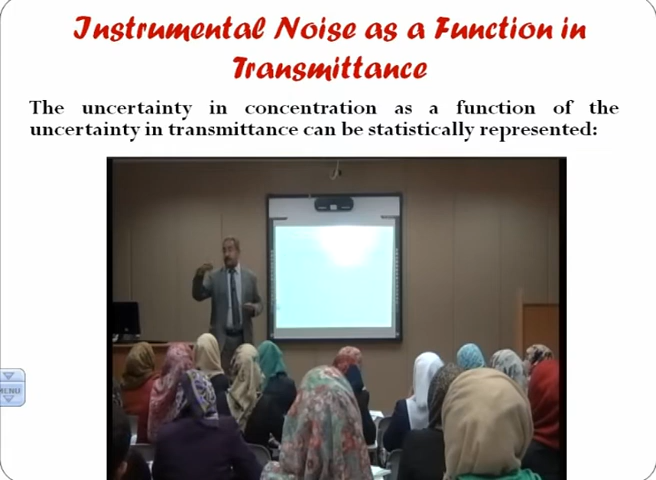 Instrumental Noise as a Function in
Transmittance
The uncertainty in concentration as a function of the
uncertainty in transmittance can be statistically represented:
MENU